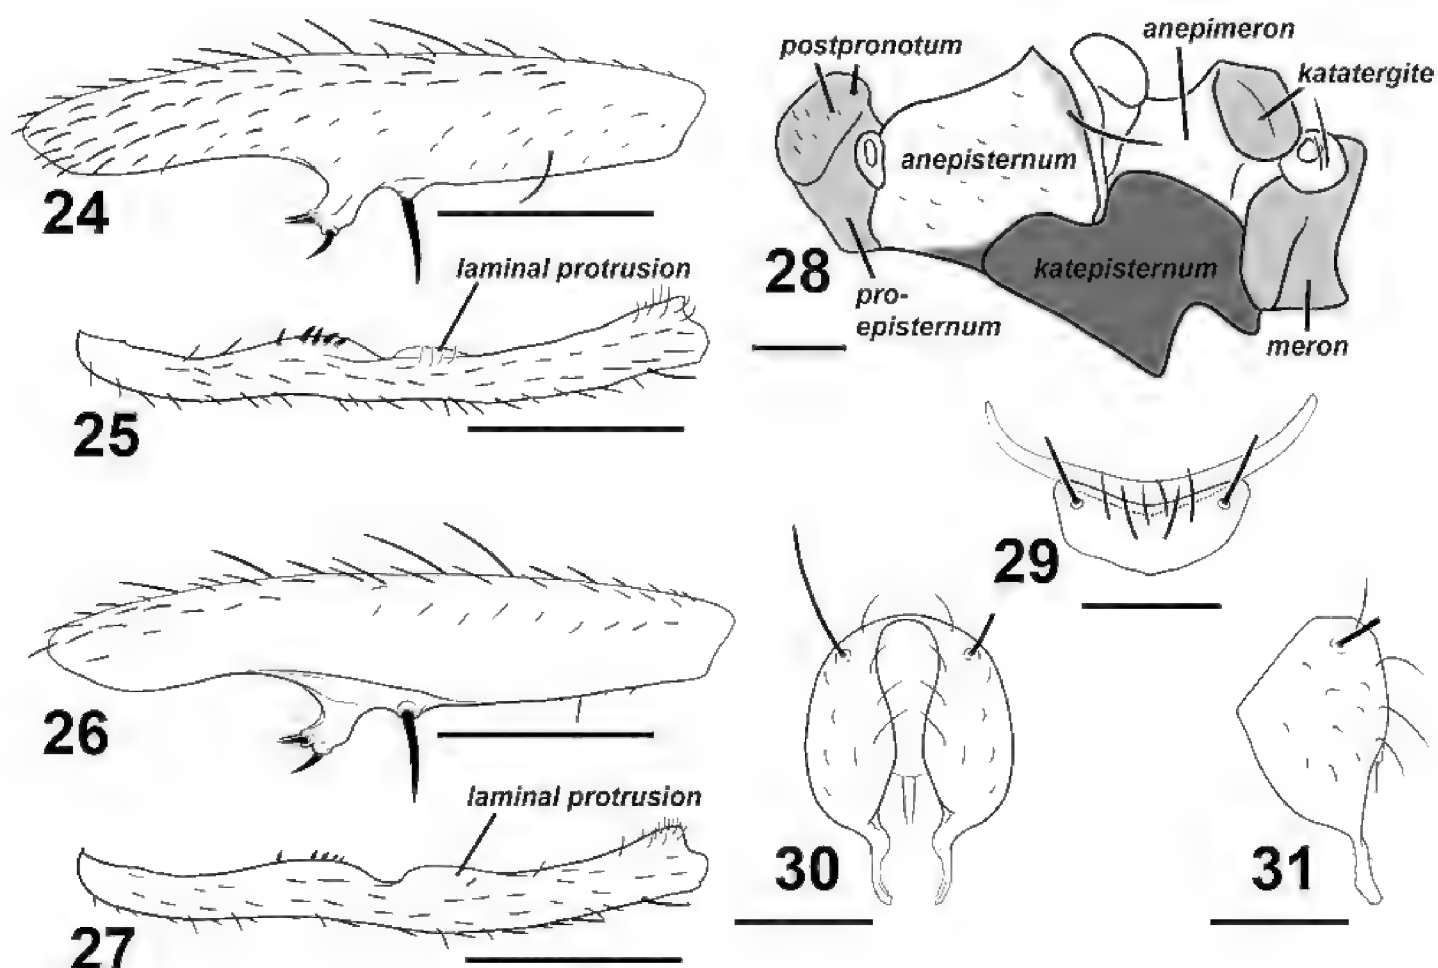 24
laminal protrusion
25
26
laminal protrusion
27
postpronotum
anepimeron
katatergite
anepisternum
28
katepisternum
pro-
episternum
meron
29
30
31